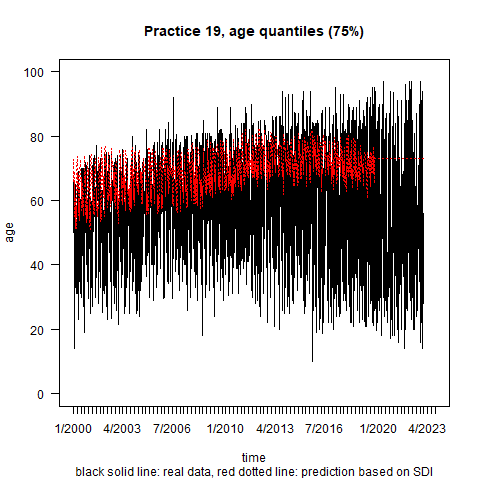 Practice 19, age quantiles (75%)
100
80
60
40
20
0
age
1/2000 4/2003 7/2006 1/2010 4/2013 7/2016 1/2020 4/2023
time
black solid line: real data, red dotted line: prediction based on SDI